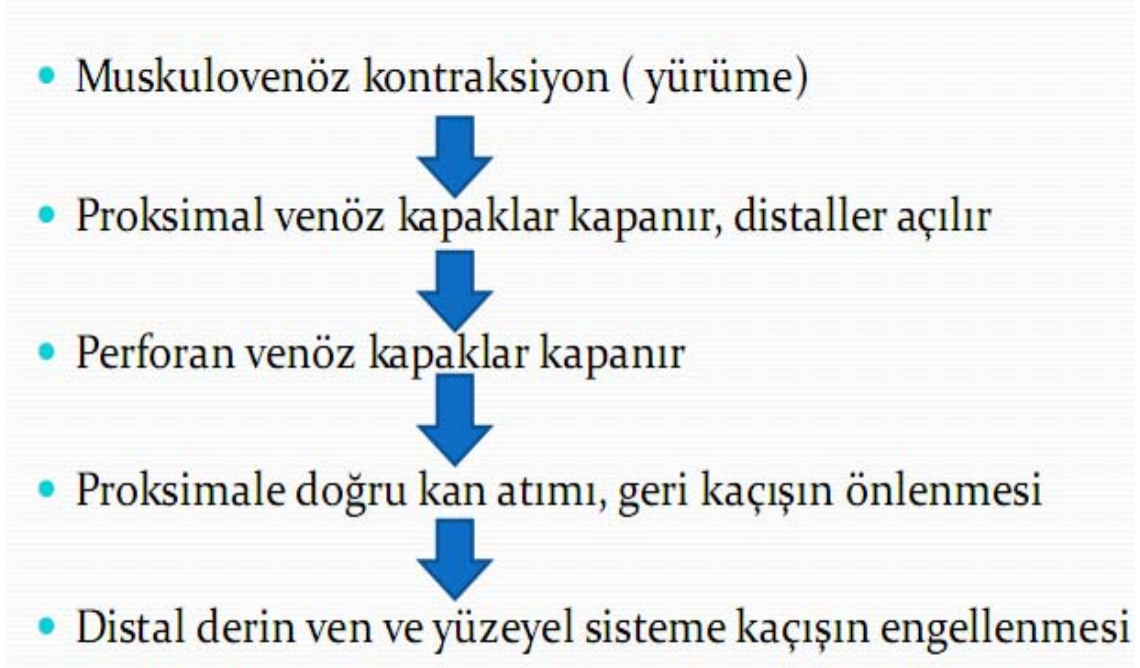 • Muskulovenöz kontraksiyon ( yürüme)
• Proksimal venöz kapaklar kapanır, distaller açılır
• Perforan venöz kapaklar kapanır
• Proksimale doğru kan atımı, geri kaçışın önlenmesi
• Distal derin ven ve yüzeyel sisteme kaçışın engellenmesi